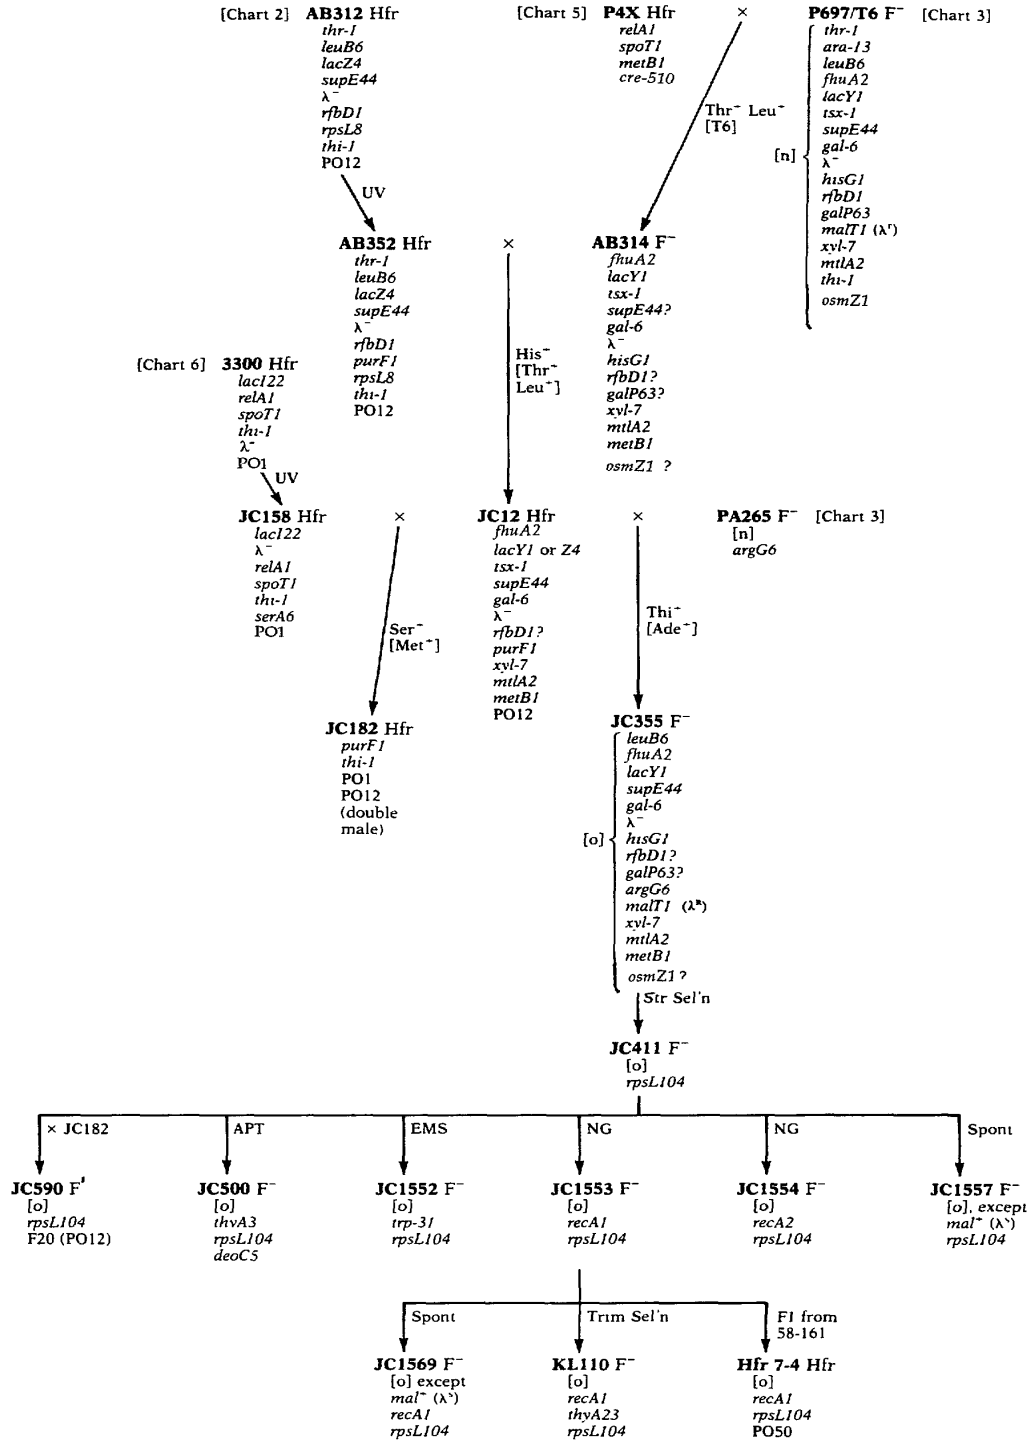 [Chart 2] AB312 Hfr
thr-1
leuB6
lacZ4
supE44
λ⁻
rfbD1
rpsL8
thi-1
PO12
[Chart 5] P4X Hfr
relA1
spoT1
metB1
cre-510
×
P697/T6 F⁻ [Chart 3]
[n]
thr-1
ara-13
leuB6
fhuA2
lacY1
tsx-1
supE44
gal-6
λ⁻
hisG1
rfbD1
galP63
malT1 (λʳ)
xyl-7
mtlA2
thi-1
osmZ1
Thr⁺ Leu⁺
[T6]
UV
AB352 Hfr
thr-1
leuB6
lacZ4
supE44
λ⁻
rfbD1
purF1
rpsL8
thi-1
PO12
×
AB314 F⁻
fhuA2
lacY1
tsx-1
supE44?
gal-6
λ⁻
hisG1
rfbD1?
galP63?
xyl-7
mtlA2
metB1
osmZ1 ?
His⁺
[Thr⁺
Leu⁺]
[Chart 6] 3300 Hfr
lacI22
relA1
spoT1
thi-1
λ⁻
PO1
UV
JC158 Hfr
lacI22
λ⁻
relA1
spoT1
thi-1
serA6
PO1
×
JC12 Hfr
fhuA2
lacY1 or Z4
tsx-1
supE44
gal-6
λ⁻
rfbD1?
purF1
xyl-7
mtlA2
metB1
PO12
×
PA265 F⁻ [Chart 3]
[n]
argG6
Ser⁺
[Met⁺]
Thi⁺
[Ade⁺]
JC182 Hfr
purF1
thi-1
PO1
PO12
(double
male)
JC355 F⁻
[o]
leuB6
fhuA2
lacY1
supE44
gal-6
λ⁻
hisG1
rfbD1?
galP63?
argG6
malT1 (λᴿ)
xyl-7
mtlA2
metB1
osmZ1 ?
Str Sel'n
JC411 F⁻
[o]
rpsL104
× JC182
APT
EMS
NG
NG
Spont
JC590 F'
[o]
rpsL104
F20 (PO12)
JC500 F⁻
[o]
thyA3
rpsL104
deoC5
JC1552 F⁻
[o]
trp-31
rpsL104
JC1553 F⁻
[o]
recA1
rpsL104
JC1554 F⁻
[o]
recA2
rpsL104
JC1557 F⁻
[o], except
mal⁺ (λˢ)
rpsL104
Spont
Trim Sel'n
F1 from
58-161
JC1569 F⁻
[o] except
mal⁺ (λˢ)
recA1
rpsL104
KL110 F⁻
[o]
recA1
thyA23
rpsL104
Hfr 7-4 Hfr
[o]
recA1
rpsL104
PO50